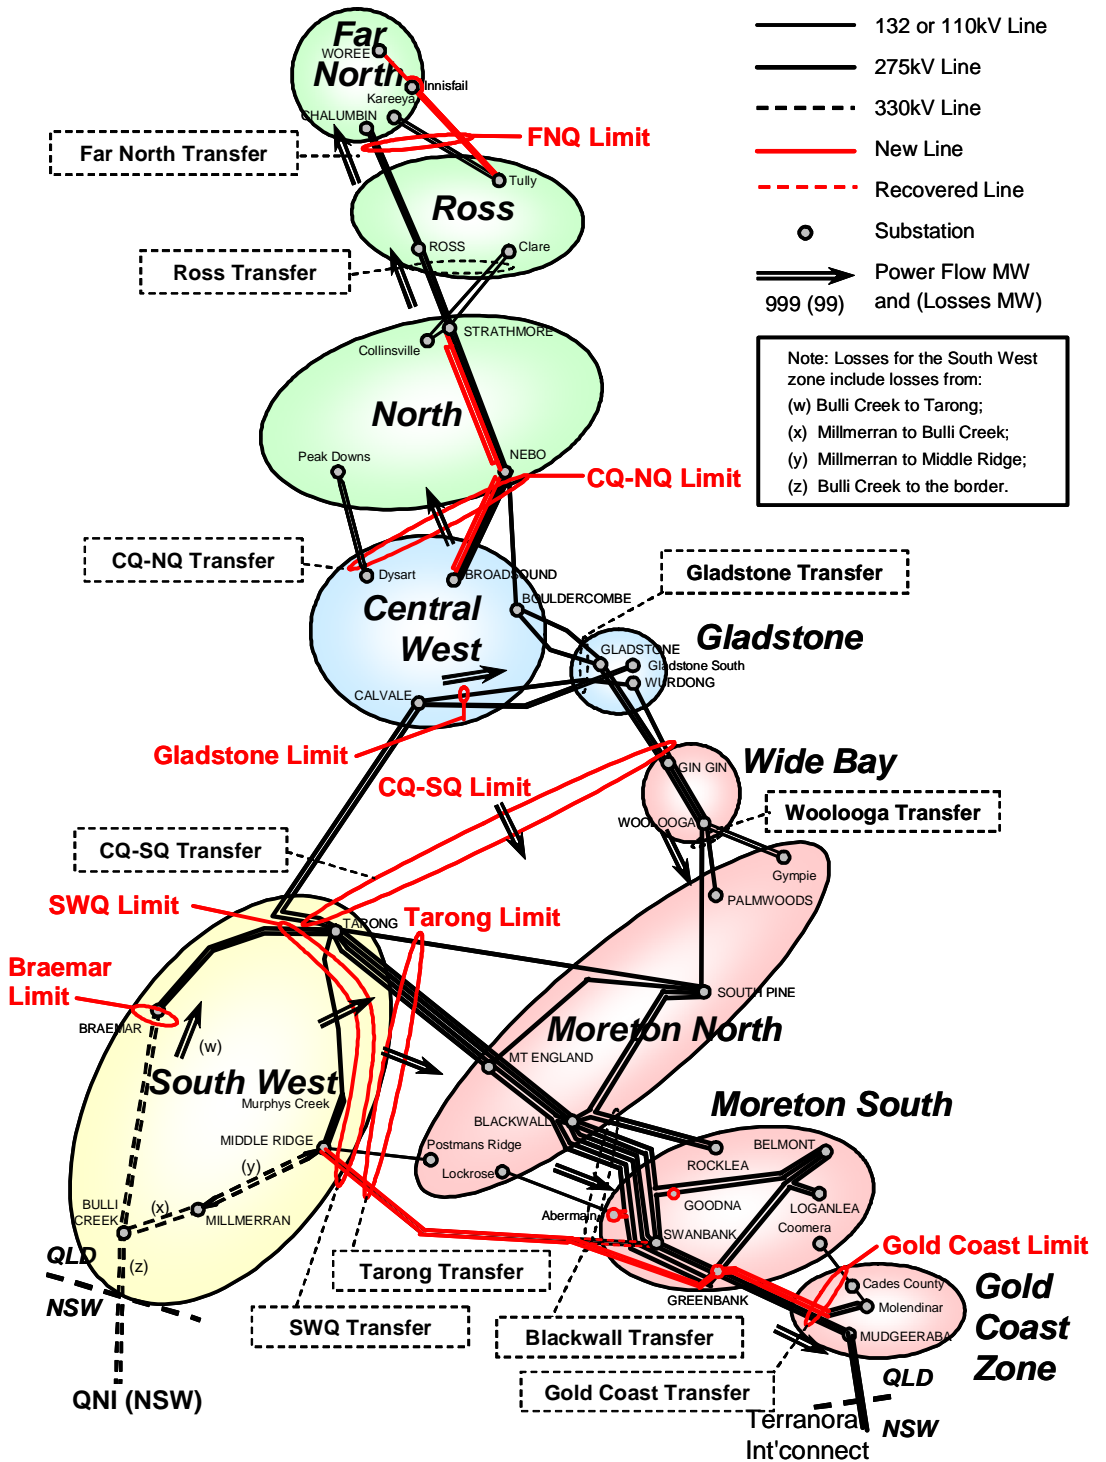 Far
North
WOREE
Innisfail
Kareeya
CHALUMBIN
Far North Transfer
FNQ Limit
Tully
Ross
ROSS
Clare
Ross Transfer
STRATHMORE
Collinsville
North
Peak Downs
NEBO
CQ-NQ Limit
CQ-NQ Transfer
Dysart
BROADSOUND
BOULDERCOMBE
Central
West
CALVALE
Gladstone Transfer
Gladstone
GLADSTONE
Gladstone South
WURDONG
Gladstone Limit
CQ-SQ Limit
Wide Bay
GIN GIN
WOOLOOGA
Woolooga Transfer
CQ-SQ Transfer
Gympie
PALMWOODS
SWQ Limit
Tarong Limit
TARONG
Braemar
Limit
BRAEMAR
(w)
SOUTH PINE
Moreton North
MT ENGLAND
South West
Murphys Creek
MIDDLE RIDGE
(y)
(x)
MILLMERRAN
BULLI
CREEK
(z)
QLD
NSW
QNI (NSW)
BLACKWALL
Postmans Ridge
Lockrose
Moreton South
BELMONT
ROCKLEA
GOODNA
LOGANLEA
Coomera
Abermain
SWANBANK
GREENBANK
Gold Coast Limit
Cades County
Molendinar
MUDGEERABA
Gold
Coast
Zone
Tarong Transfer
SWQ Transfer
Blackwall Transfer
Gold Coast Transfer
QLD
NSW
Terranora
Int'connect
132 or 110kV Line
275kV Line
330kV Line
New Line
Recovered Line
Substation
Power Flow MW
and (Losses MW)
999 (99)
Note: Losses for the South West
zone include losses from:
(w) Bulli Creek to Tarong;
(x) Millmerran to Bulli Creek;
(y) Millmerran to Middle Ridge;
(z) Bulli Creek to the border.